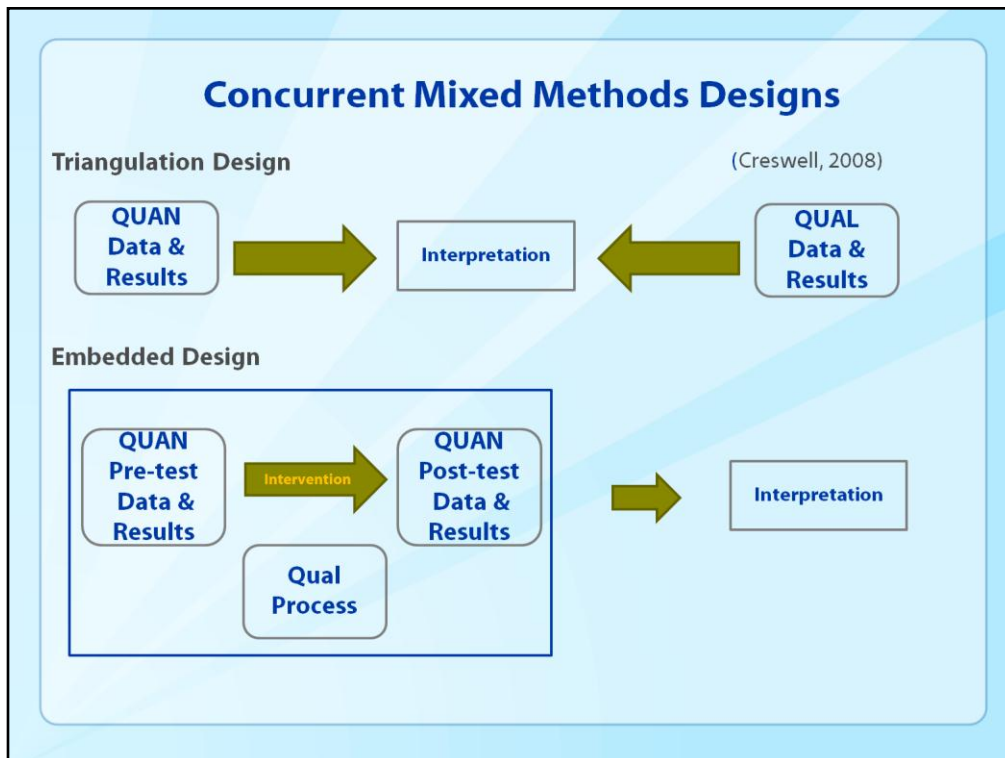 Concurrent Mixed Methods Designs
Triangulation Design
(Creswell, 2008)
QUAN
Data &
Results
Interpretation
QUAL
Data &
Results
Embedded Design
QUAN
Pre-test
Data &
Results
Intervention
QUAN
Post-test
Data &
Results
Qual
Process
Interpretation